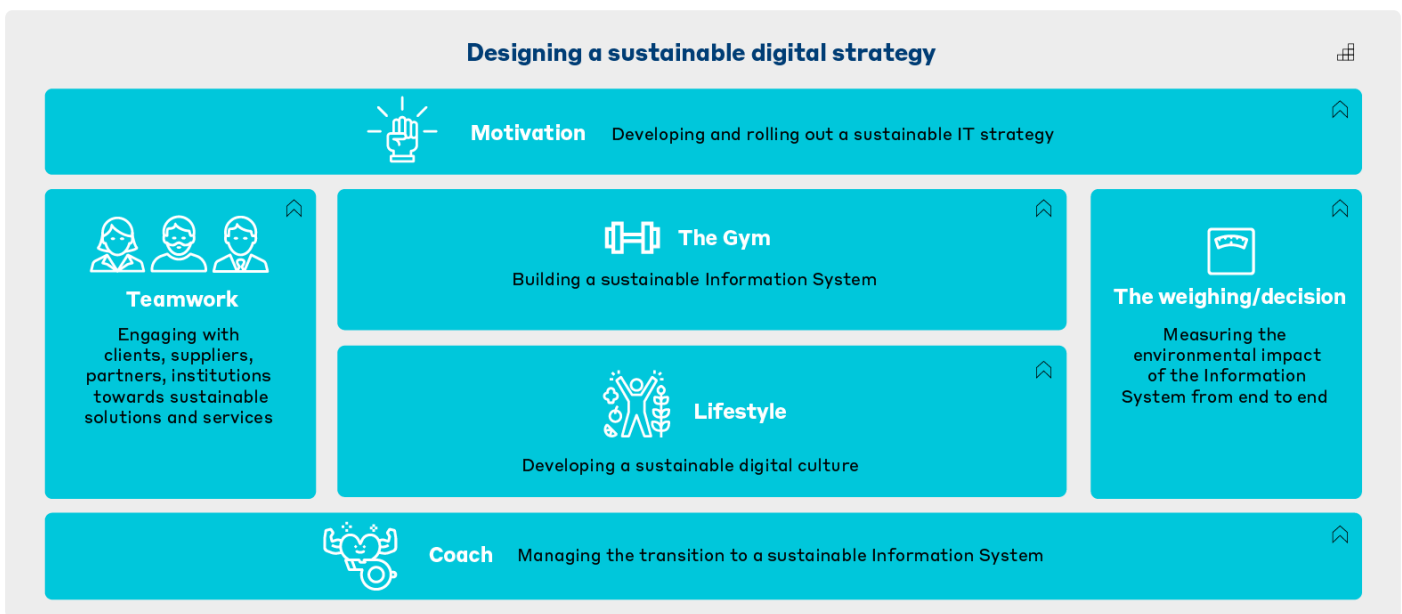 Designing a sustainable digital strategy
Motivation Developing and rolling out a sustainable IT strategy
Teamwork
Engaging with
clients, suppliers,
partners, institutions
towards sustainable
solutions and services
The Gym
Building a sustainable Information System
Lifestyle
Developing a sustainable digital culture
The weighing/decision
Measuring the
environmental impact
of the Information
System from end to end
Coach Managing the transition to a sustainable Information System